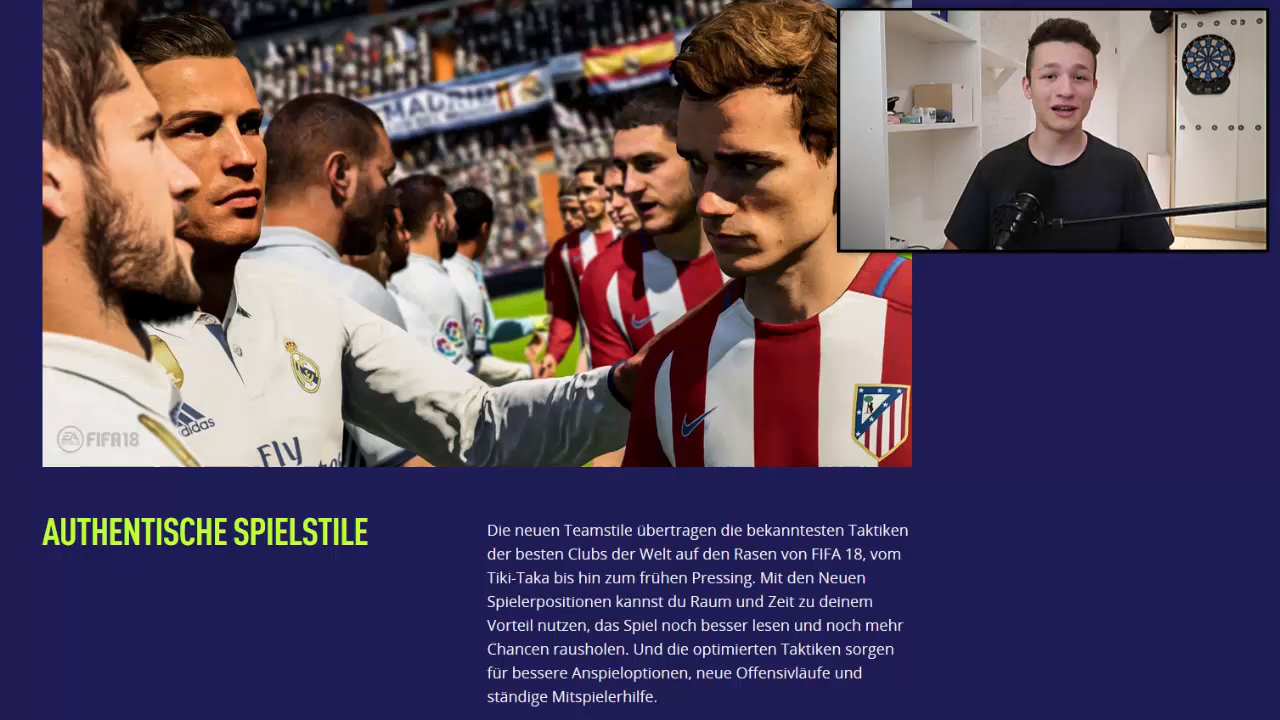 MADRID
adidas
Fly
EA FIFA18
AUTHENTISCHE SPIELSTILE
Die neuen Teamstile übertragen die bekanntesten Taktiken
der besten Clubs der Welt auf den Rasen von FIFA 18, vom
Tiki-Taka bis hin zum frühen Pressing. Mit den Neuen
Spielerpositionen kannst du Raum und Zeit zu deinem
Vorteil nutzen, das Spiel noch besser lesen und noch mehr
Chancen rausholen. Und die optimierten Taktiken sorgen
für bessere Anspieloptionen, neue Offensivläufe und
ständige Mitspielerhilfe.